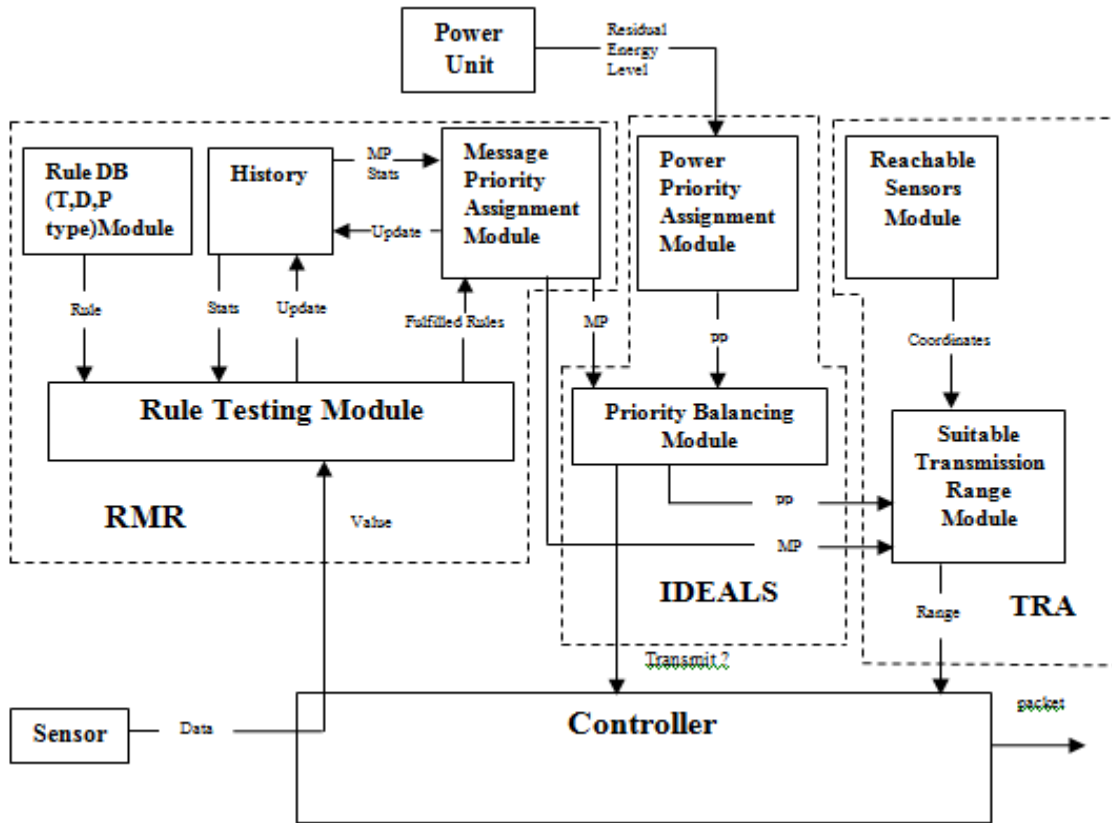 Power
Unit
Residual
Energy
Level
Rule DB
(T,D,P
type)Module
History
MP
Stats
Update
Message
Priority
Assignment
Module
Power
Priority
Assignment
Module
Reachable
Sensors
Module
Rule
Stats
Update
Fulfilled Rules
MP
PP
Coordinates
Rule Testing Module
Priority Balancing
Module
Suitable
Transmission
Range
Module
RMR
Value
PP
MP
IDEALS
Range
TRA
Transmit ?
packet
Sensor
Data
Controller